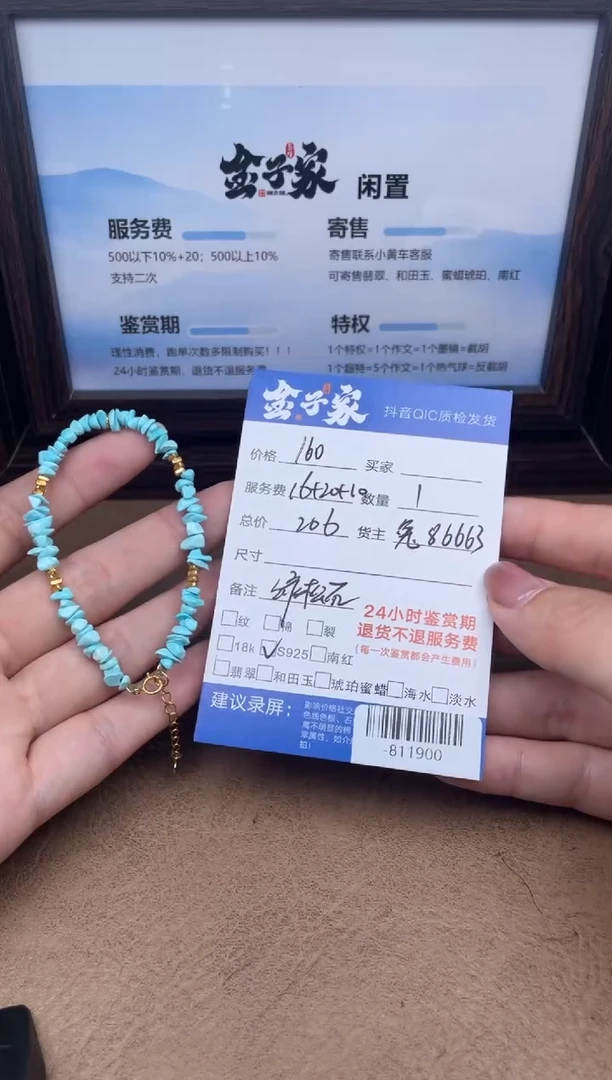 金子家 闲置
服务费
500以下10%+20；500以上10%
支持二次
寄售
寄售联系小黄车客服
可寄售翡翠、和田玉、蜜蜡琥珀、南红
鉴赏期
理性消费，跑单次数多限制购买！！！
24小时鉴赏期，退货不退服务费
特权
1个特权=1个作文=1个墨镜=截胡
1个超特=5个作文=1个热气球=反截胡
金子家 抖音QIC质检发货
价格 160 买家
服务费 16+20+10 数量 1
总价 206 货主 兔86663
尺寸
备注 绿松石
24小时鉴赏期
退货不退服务费
(每一次鉴赏都会产生费用)
纹 棉 裂
18k ✓S925 南红
翡翠 和田玉 琥珀蜜蜡 海水 淡水
建议录屏：
影响价格社交
-811900